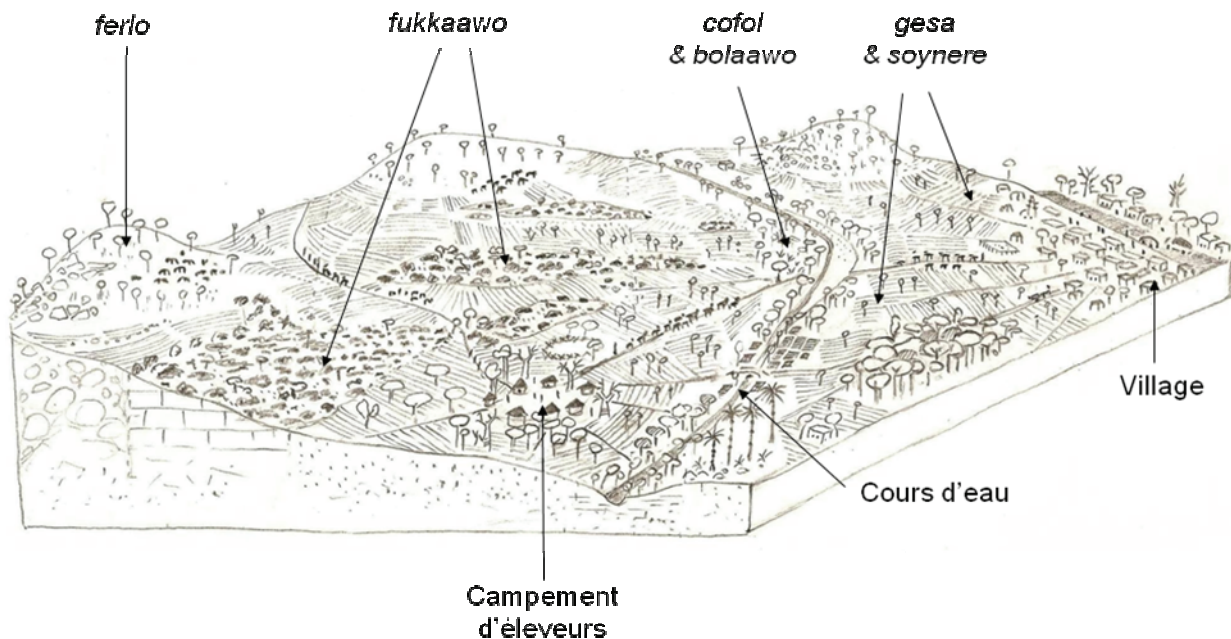 ferlo
fukkaawo
cofol
& bolaawo
gesa
& soynere
Village
Cours d'eau
Campement
d'éleveurs